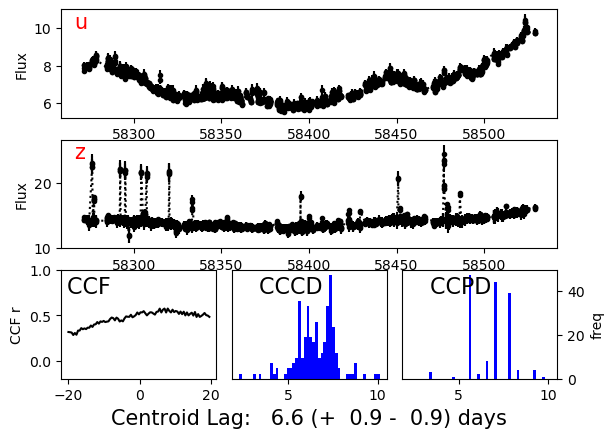 u
Flux
10
8
6
58300 58350 58400 58450 58500
z
Flux
20
10
58300 58350 58400 58450 58500
CCF
CCF r
1.0
0.5
0.0
−20 0 20
CCCD
5 10
CCPD
5 10
40
20
0
freq
Centroid Lag: 6.6 (+ 0.9 - 0.9) days